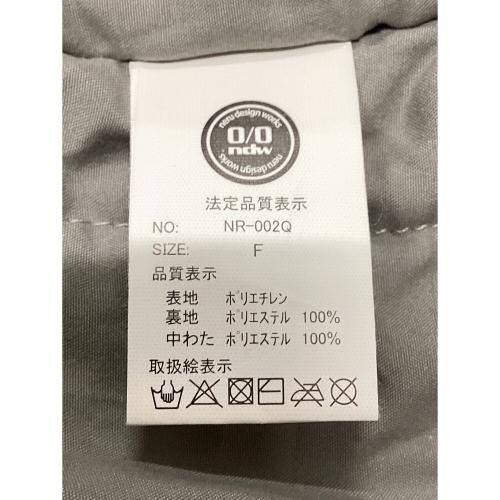 neru design works
O/O
ndw
neru design works.
法定品質表示
NO: NR-002Q
SIZE: F
品質表示
表地 ポリエチレン
裏地 ポリエステル 100%
中わた ポリエステル 100%
取扱絵表示